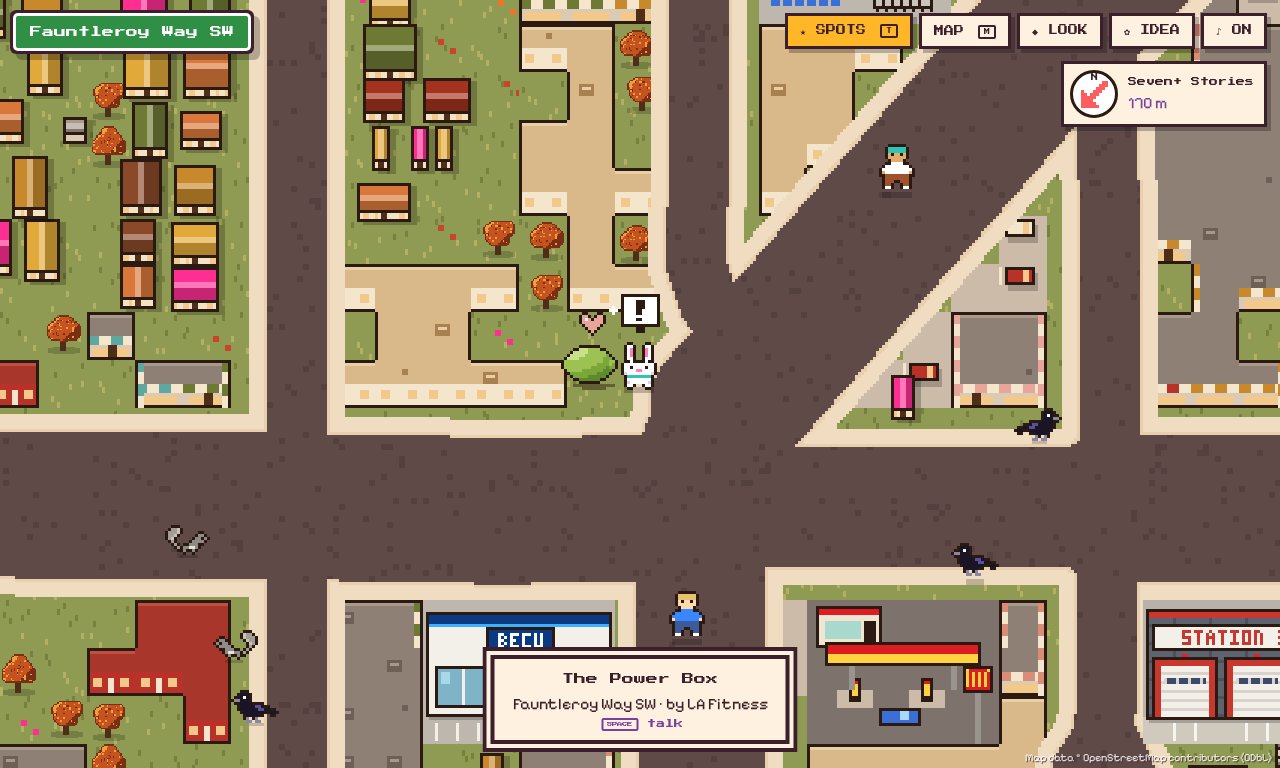 Fauntleroy Way SW
★ SPOTS T
MAP M
◆ LOOK
✿ IDEA
♪ ON
N
Seven+ Stories
170 m
!
BECU
STATION
The Power Box
Fauntleroy Way SW · by LA Fitness
SPACE talk
Map data © OpenStreetMap contributors (ODbL)